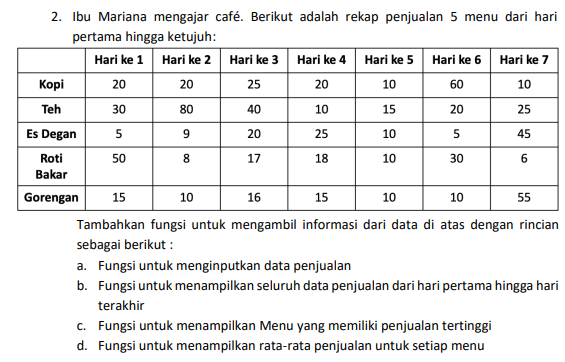 2. Ibu Mariana mengajar café. Berikut adalah rekap penjualan 5 menu dari hari
pertama hingga ketujuh:
Hari ke 1 Hari ke 2 Hari ke 3 Hari ke 4 Hari ke 5 Hari ke 6 Hari ke 7
Kopi 20 20 25 20 10 60 10
Teh 30 80 40 10 15 20 25
Es Degan 5 9 20 25 10 5 45
Roti 50 8 17 18 10 30 6
Bakar
Gorengan 15 10 16 15 10 10 55
Tambahkan fungsi untuk mengambil informasi dari data di atas dengan rincian
sebagai berikut :
a. Fungsi untuk menginputkan data penjualan
b. Fungsi untuk menampilkan seluruh data penjualan dari hari pertama hingga hari
terakhir
c. Fungsi untuk menampilkan Menu yang memiliki penjualan tertinggi
d. Fungsi untuk menampilkan rata-rata penjualan untuk setiap menu